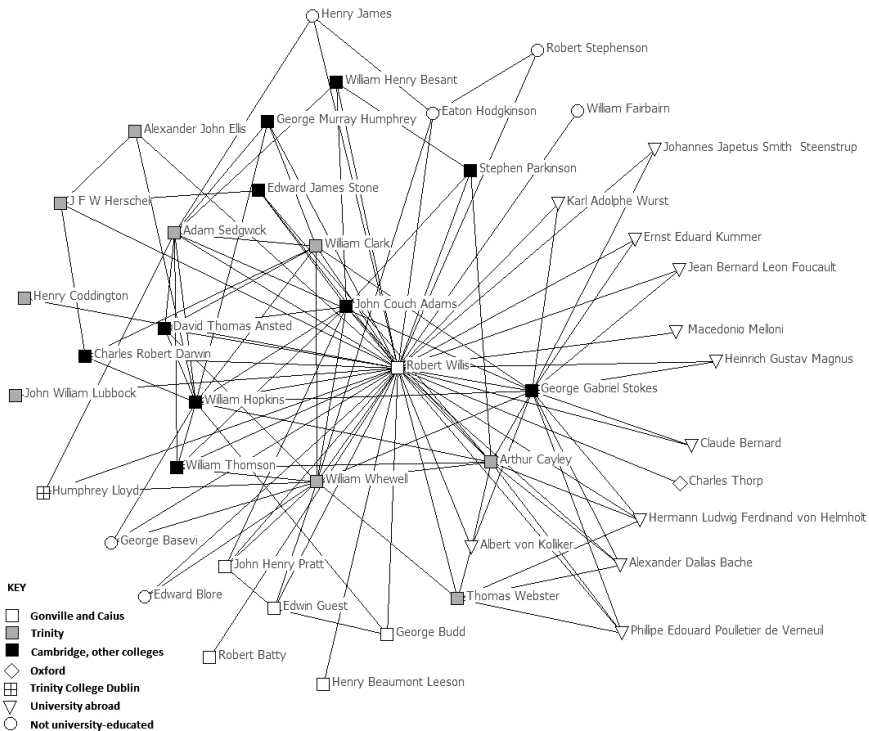 Henry James
Robert Stephenson
William Henry Besant
Eaton Hodgkinson
William Fairbairn
George Murray Humphrey
Alexander John Ellis
Johannes Japetus Smith Steenstrup
Stephen Parkinson
Edward James Stone
J F W Herschel
Karl Adolphe Wurst
Adam Sedgwick
William Clark
Ernst Eduard Kummer
Jean Bernard Leon Foucault
Henry Coddington
John Couch Adams
David Thomas Ansted
Macedonio Melloni
Charles Robert Darwin
Robert Willis
Heinrich Gustav Magnus
George Gabriel Stokes
John William Lubbock
William Hopkins
Claude Bernard
William Thomson
Arthur Cayley
William Whewell
Charles Thorp
Humphrey Lloyd
Hermann Ludwig Ferdinand von Helmholt
George Basevi
Albert von Koliker
Alexander Dallas Bache
John Henry Pratt
KEY
Edward Blore
Thomas Webster
Edwin Guest
Gonville and Caius
George Budd
Philipe Edouard Poulletier de Verneuil
Trinity
Cambridge, other colleges
Robert Batty
Oxford
Henry Beaumont Leeson
Trinity College Dublin
University abroad
Not university-educated